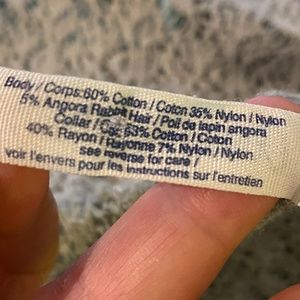 Body / Corps:60% Cotton / Coton 35% Nylon / Nylon
5% Angora Rabbit Hair / Poil de lapin angora
Collar / Col: 53% Cotton / Coton
40% Rayon / Rayonne 7% Nylon / Nylon
see reverse for care /
voir l'envers pour les instructions sur l'entretien